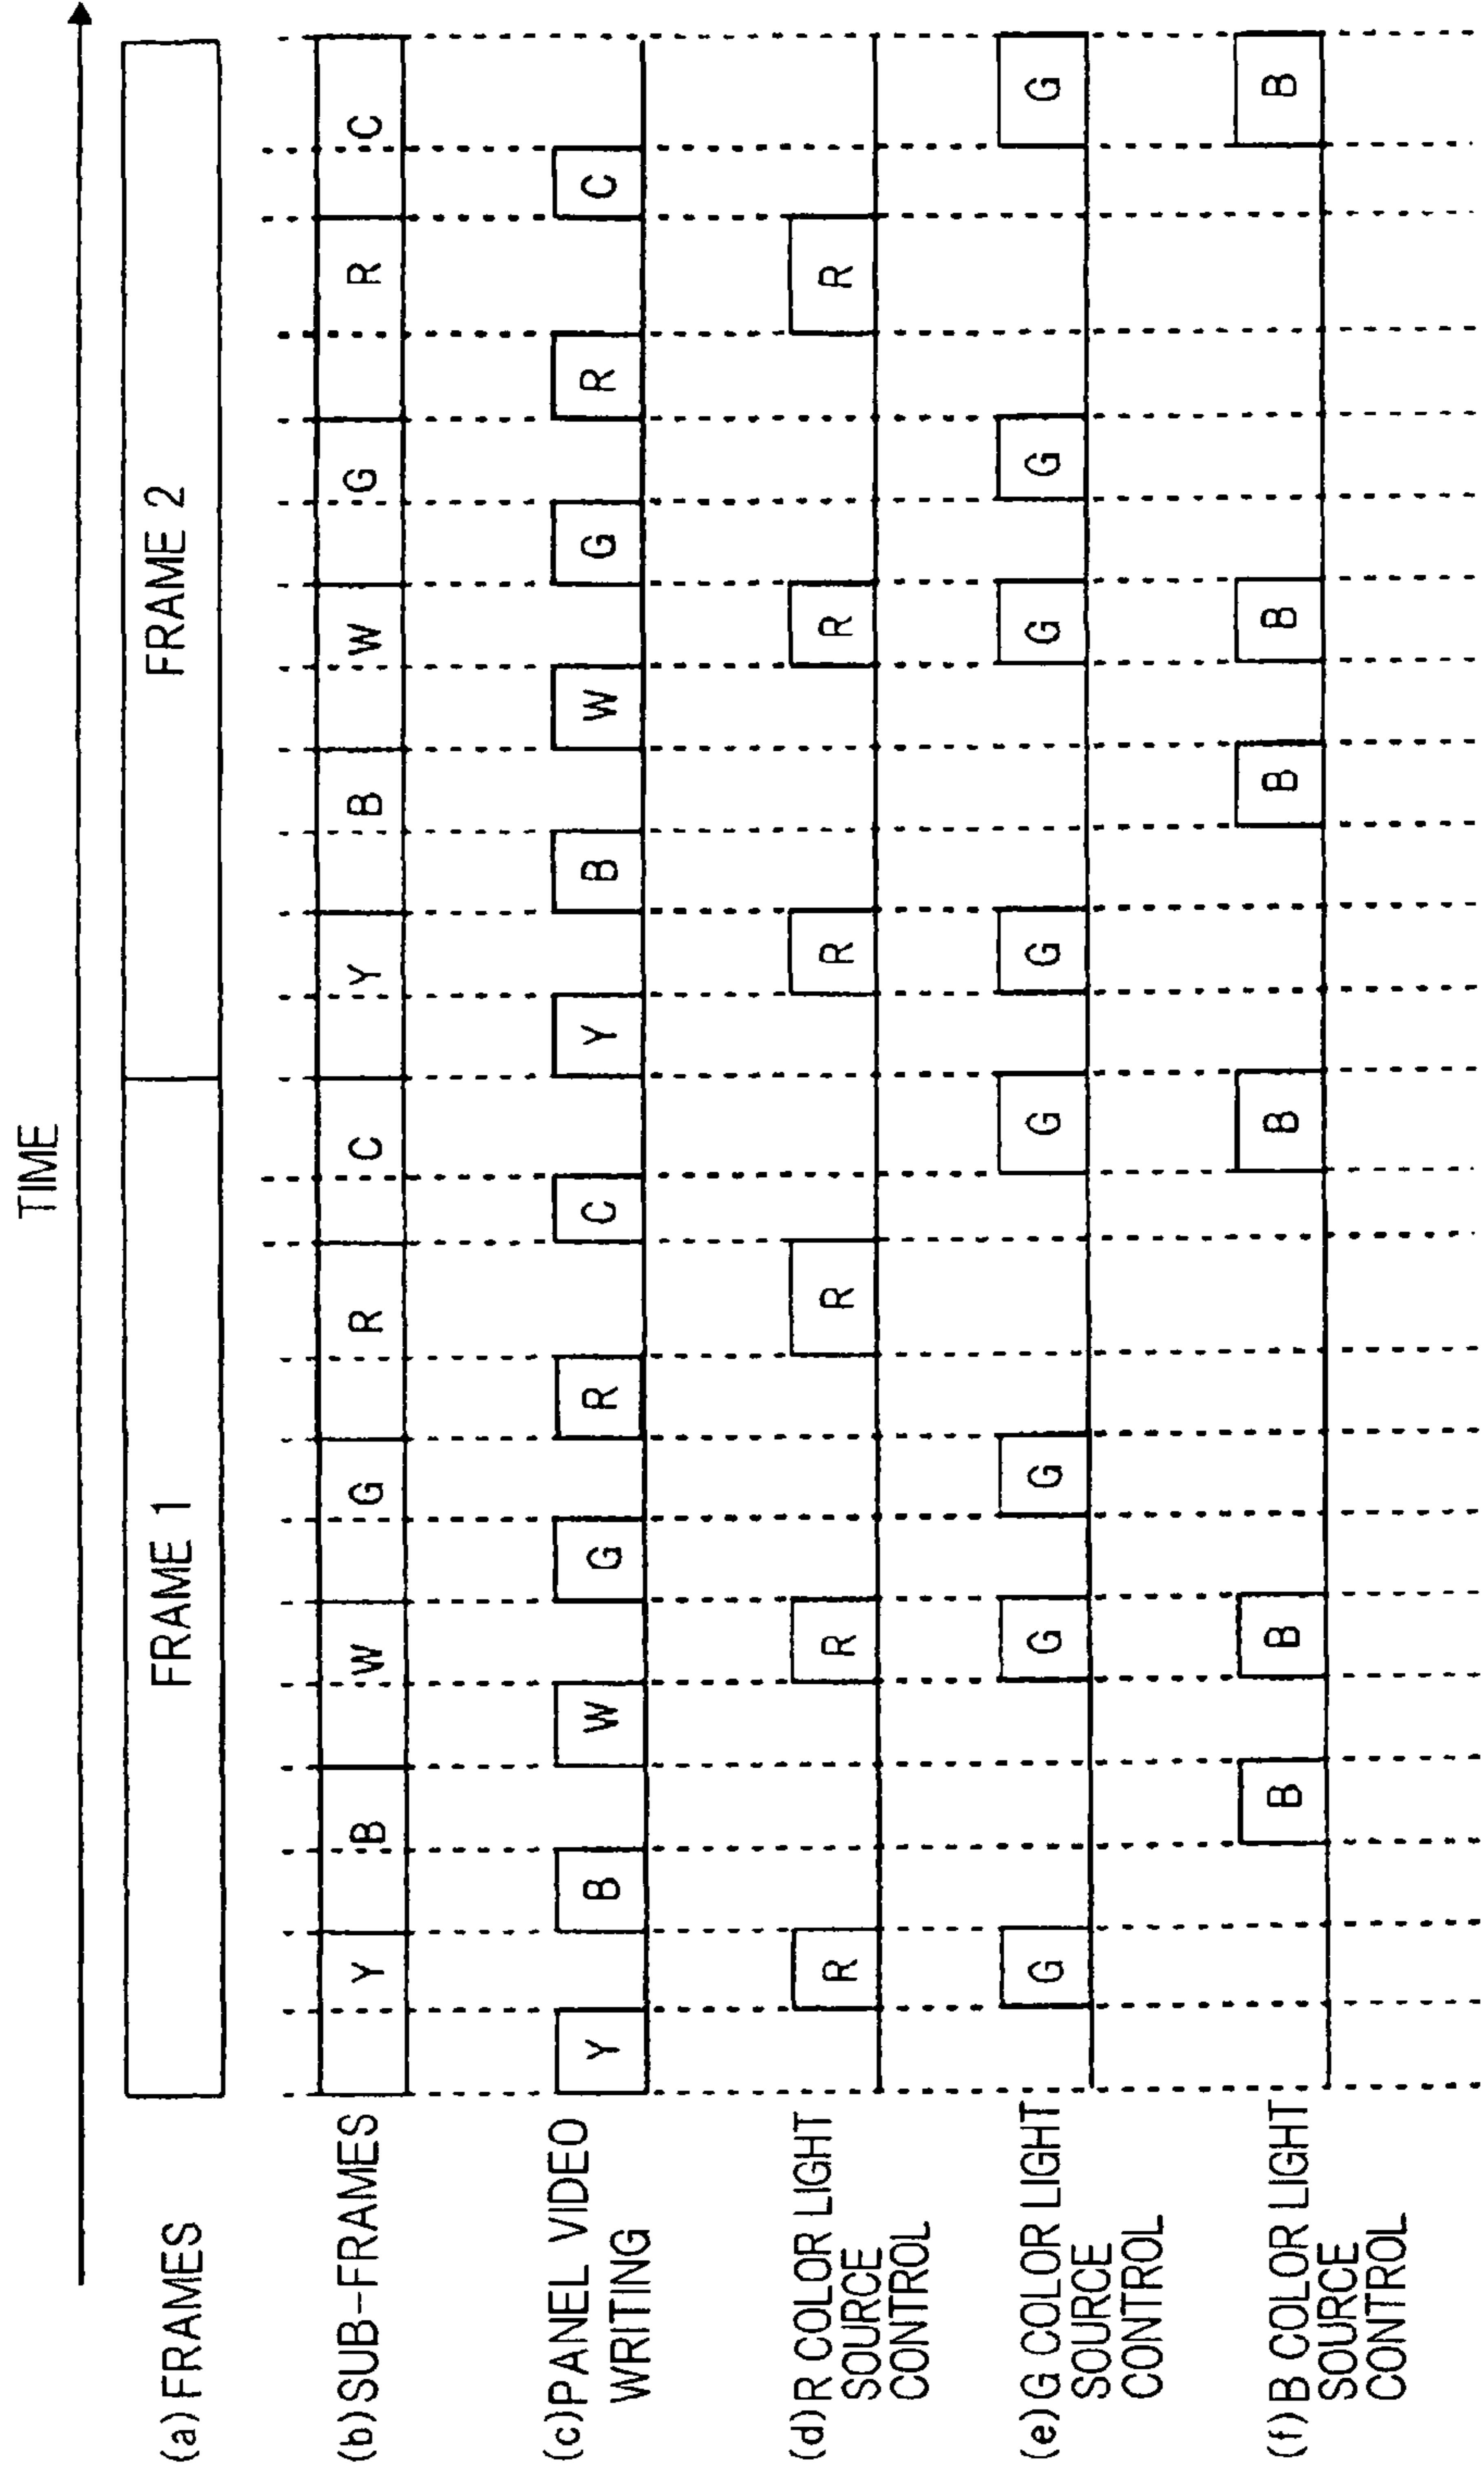 TIME
(a) FRAMES
FRAME 1
FRAME 2
(b) SUB-FRAMES
Y B W G R C Y B W G R C
(c) PANEL VIDEO
WRITING
Y B W G R C Y B W G R C
(d) R COLOR LIGHT
SOURCE
CONTROL
R R R R R R
(e) G COLOR LIGHT
SOURCE
CONTROL
G G G G G G G G
(f) B COLOR LIGHT
SOURCE
CONTROL
B B B B B B